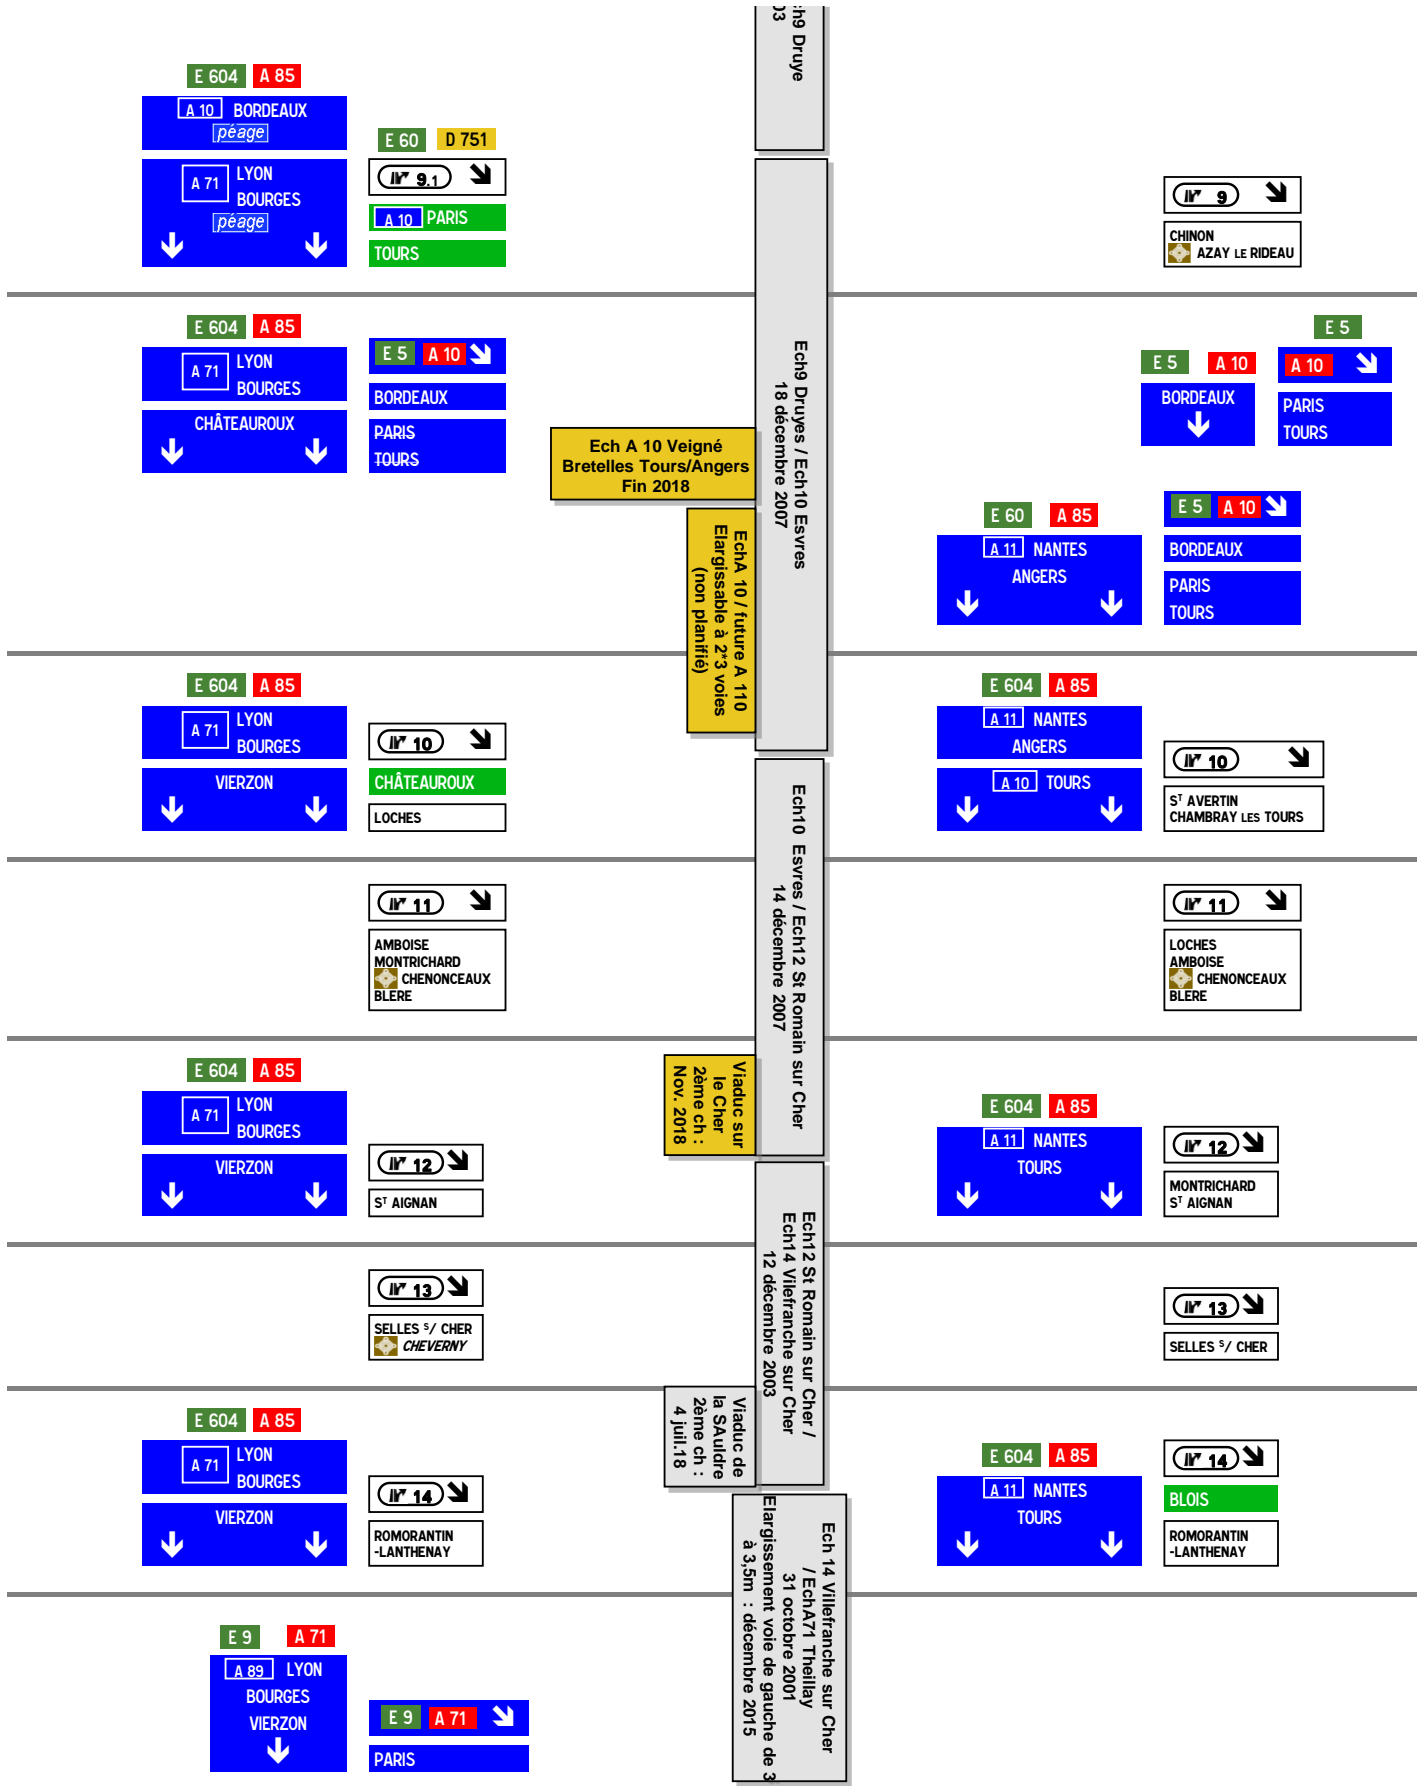 Ech9 Druye
03
E 604 A 85
A 10 BORDEAUX
péage
A 71 LYON
BOURGES
péage
E 60 D 751
9.1
A 10 PARIS
TOURS
9
CHINON
AZAY LE RIDEAU
E 604 A 85
A 71 LYON
BOURGES
CHÂTEAUROUX
E 5 A 10
BORDEAUX
PARIS
TOURS
Ech9 Druyes / Ech10 Esvres
18 décembre 2007
Ech A 10 Veigné
Bretelles Tours/Angers
Fin 2018
EchA 10 / future A 110
Elargissable à 2*3 voies
(non planifié)
E 5 A 10
BORDEAUX
E 5
A 10
PARIS
TOURS
E 60 A 85
A 11 NANTES
ANGERS
E 5 A 10
BORDEAUX
PARIS
TOURS
E 604 A 85
A 71 LYON
BOURGES
VIERZON
10
CHÂTEAUROUX
LOCHES
E 604 A 85
A 11 NANTES
ANGERS
A 10 TOURS
10
ST AVERTIN
CHAMBRAY LES TOURS
Ech10 Esvres / Ech12 St Romain sur Cher
14 décembre 2007
11
AMBOISE
MONTRICHARD
CHENONCEAUX
BLERE
11
LOCHES
AMBOISE
CHENONCEAUX
BLERE
Viaduc sur
le Cher
2ème ch :
Nov. 2018
E 604 A 85
A 71 LYON
BOURGES
VIERZON
12
ST AIGNAN
E 604 A 85
A 11 NANTES
TOURS
12
MONTRICHARD
ST AIGNAN
Ech12 St Romain sur Cher /
Ech14 Vilefranche sur Cher
12 décembre 2003
13
SELLES S/ CHER
CHEVERNY
13
SELLES S/ CHER
Viaduc de
la SAuldre
2ème ch :
4 juil.18
E 604 A 85
A 71 LYON
BOURGES
VIERZON
14
ROMORANTIN
-LANTHENAY
E 604 A 85
A 11 NANTES
TOURS
14
BLOIS
ROMORANTIN
-LANTHENAY
Ech 14 Villefranche sur Cher
/ EchA71 Theillay
31 octobre 2001
Elargissement voie de gauche de 3
à 3,5m : décembre 2015
E 9 A 71
A 89 LYON
BOURGES
VIERZON
E 9 A 71
PARIS